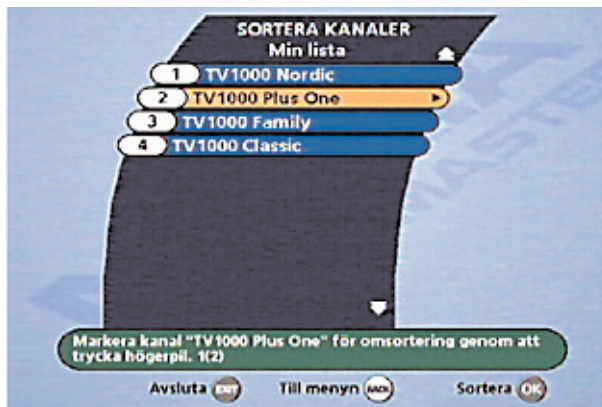 SORTERA KANALER
Min lista
1 TV1000 Nordic
2 TV1000 Plus One
3 TV1000 Family
4 TV1000 Classic
Markera kanal "TV1000 Plus One" för omsortering genom att
trycka högerpil. 1(2)
Avsluta EXIT Till menyn BACK Sortera OK